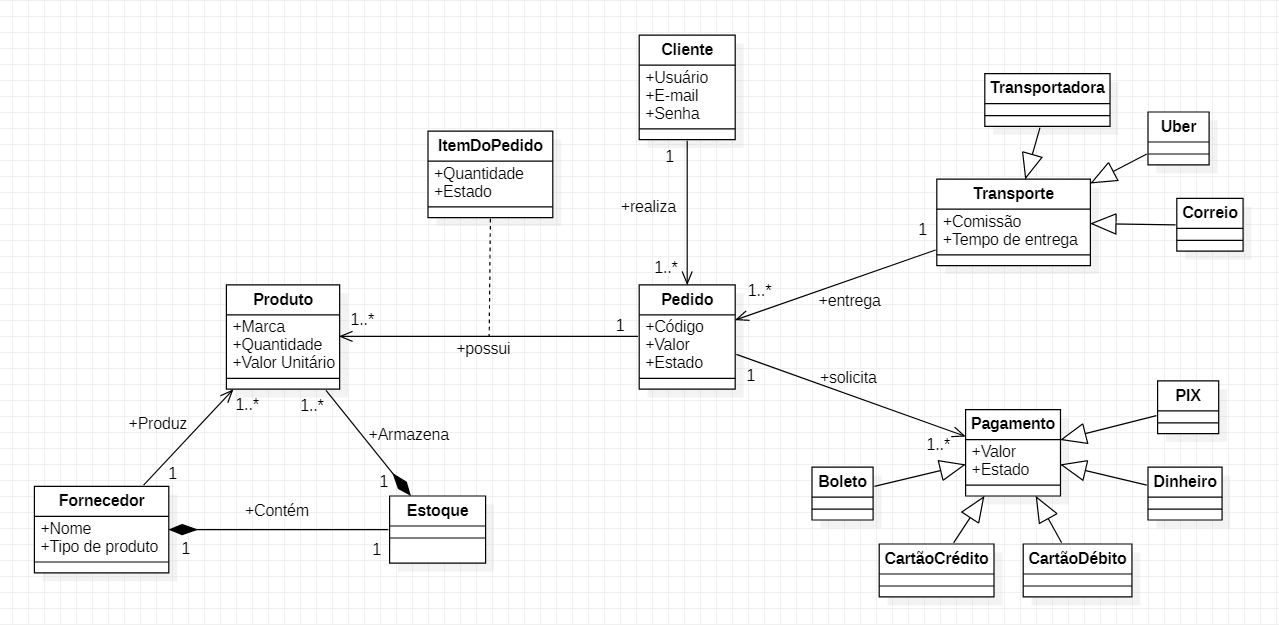 Cliente
+Usuário
+E-mail
+Senha
1
+realiza
1..*
Transportadora
Uber
Correio
Transporte
+Comissão
+Tempo de entrega
1
+entrega
1..*
ItemDoPedido
+Quantidade
+Estado
Produto
+Marca
+Quantidade
+Valor Unitário
1..*
+possui
1
Pedido
+Código
+Valor
+Estado
1
+solicita
1..*
Pagamento
+Valor
+Estado
PIX
Dinheiro
Boleto
CartãoCrédito
CartãoDébito
1..*
+Produz
1
1..*
+Armazena
1
Fornecedor
+Nome
+Tipo de produto
+Contém
1
1
Estoque